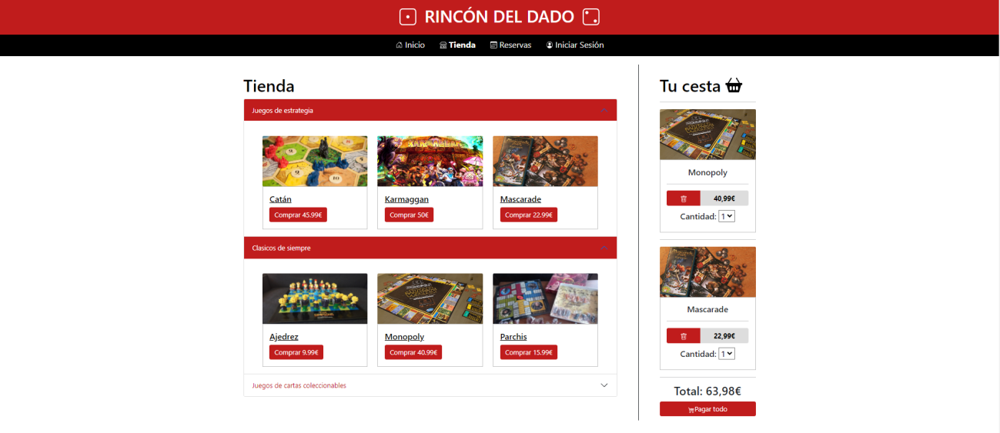 RINCÓN DEL DADO
Inicio Tienda Reservas Iniciar Sesión
Tienda
Juegos de estrategia
Catán
Comprar 45.99€
Karmaggan
Comprar 50€
Mascarade
Comprar 22.99€
Clasicos de siempre
Ajedrez
Comprar 9.99€
Monopoly
Comprar 40.99€
Parchis
Comprar 15.99€
Juegos de cartas coleccionables
Tu cesta
Monopoly
40,99€
Cantidad: 1
Mascarade
22,99€
Cantidad: 1
Total: 63,98€
Pagar todo